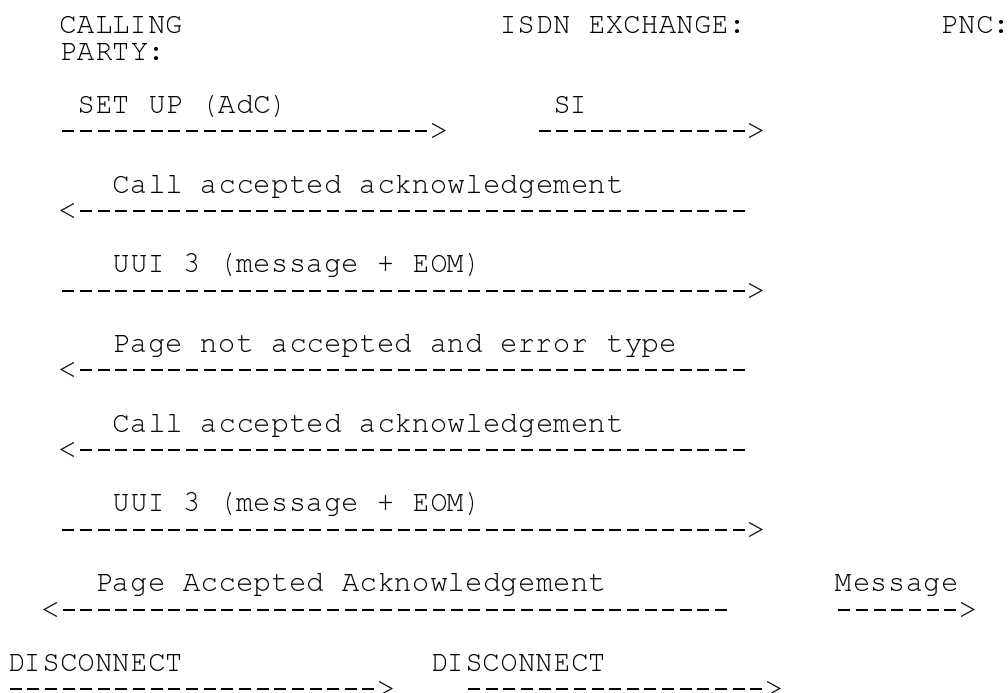 CALLING ISDN EXCHANGE: PNC:
PARTY:
SET UP (AdC) SI
---------------------> ------------>
Call accepted acknowledgement
<--------------------------------------
UUI 3 (message + EOM)
--------------------------------------->
Page not accepted and error type
<--------------------------------------
Call accepted acknowledgement
<--------------------------------------
UUI 3 (message + EOM)
--------------------------------------->
Page Accepted Acknowledgement Message
<-------------------------------------- ------->
DISCONNECT DISCONNECT
---------------------> ----------------->